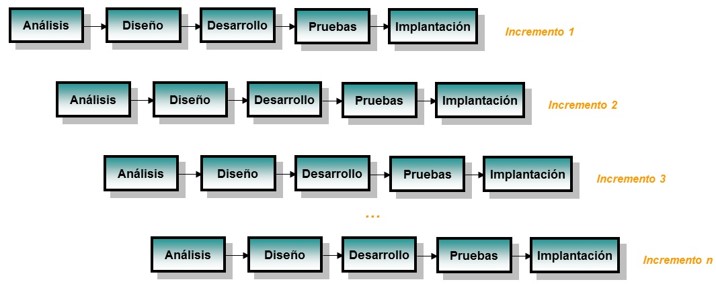 Análisis Diseño Desarrollo Pruebas Implantación Incremento 1
Análisis Diseño Desarrollo Pruebas Implantación Incremento 2
Análisis Diseño Desarrollo Pruebas Implantación Incremento 3
...
Análisis Diseño Desarrollo Pruebas Implantación Incremento n